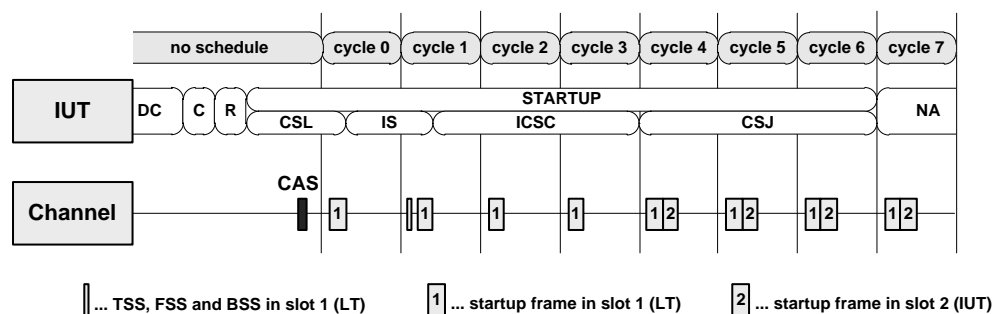 no schedule cycle 0 cycle 1 cycle 2 cycle 3 cycle 4 cycle 5 cycle 6 cycle 7
STARTUP
IUT DC C R NA
CSL IS ICSC CSJ
CAS
Channel 1 1 1 1 1 2 1 2 1 2 1 2
... TSS, FSS and BSS in slot 1 (LT) 1 ... startup frame in slot 1 (LT) 2 ... startup frame in slot 2 (IUT)